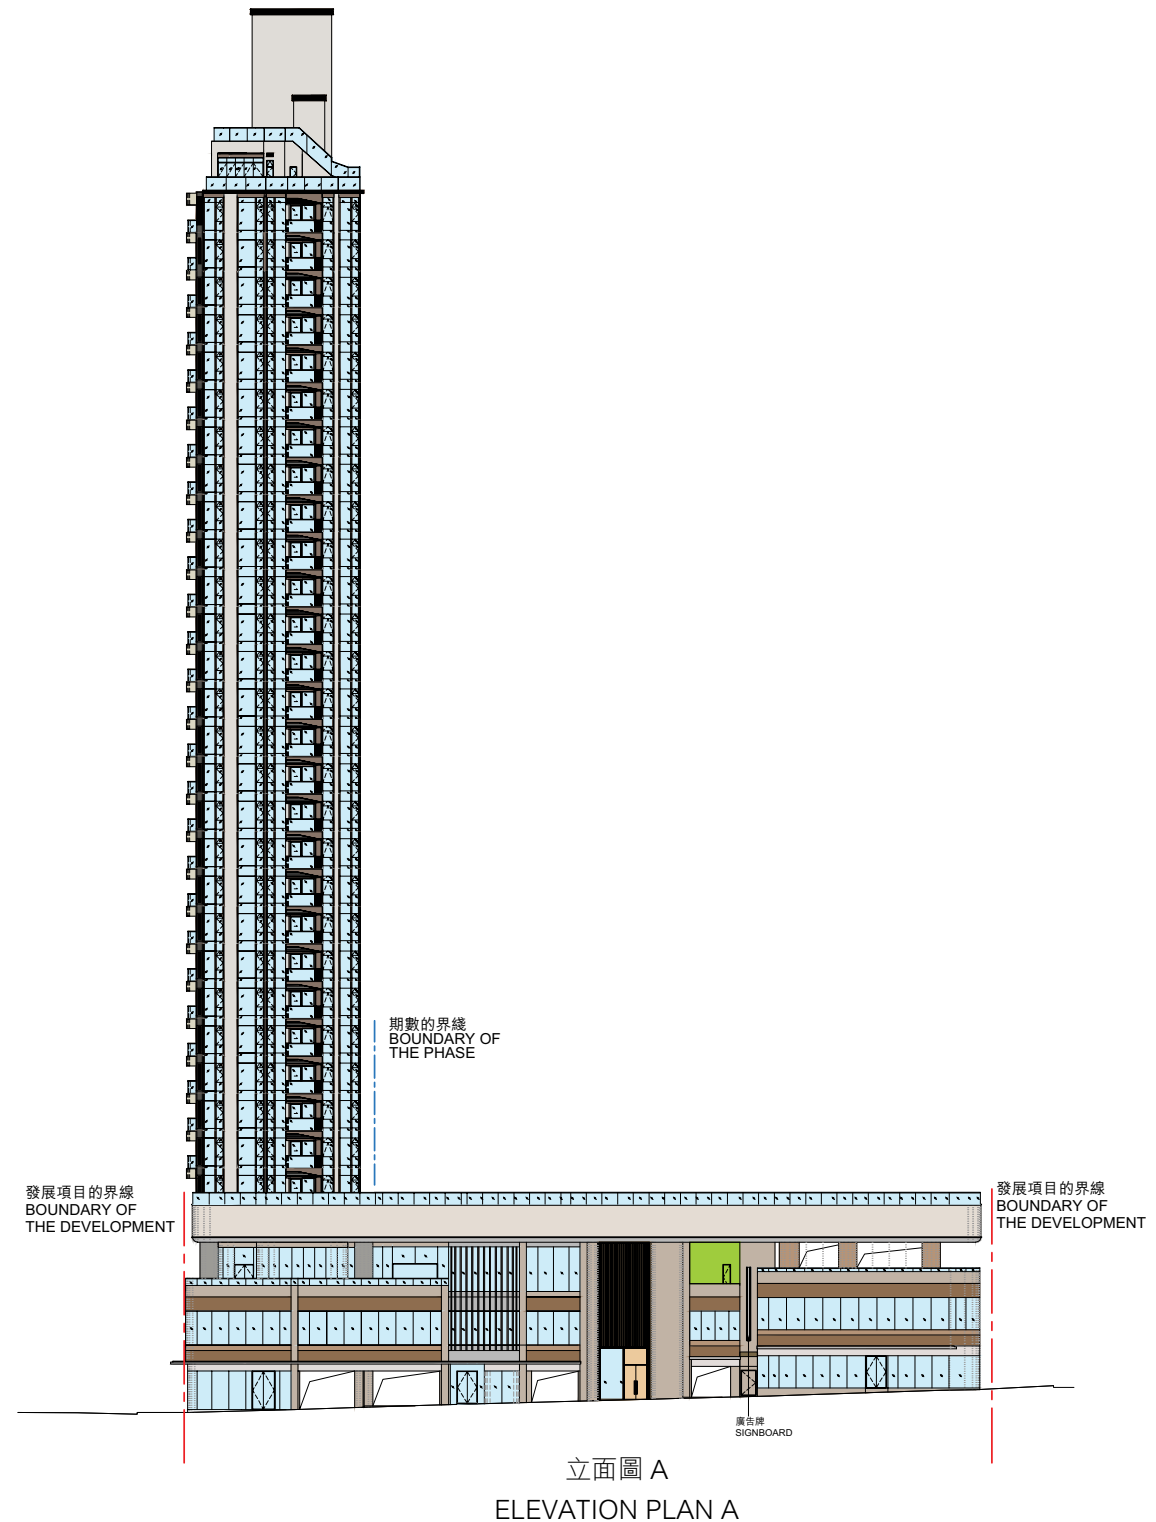 期數的界綫
BOUNDARY OF
THE PHASE
發展項目的界線
BOUNDARY OF
THE DEVELOPMENT
發展項目的界線
BOUNDARY OF
THE DEVELOPMENT
廣告牌
SIGNBOARD
立面圖 A
ELEVATION PLAN A